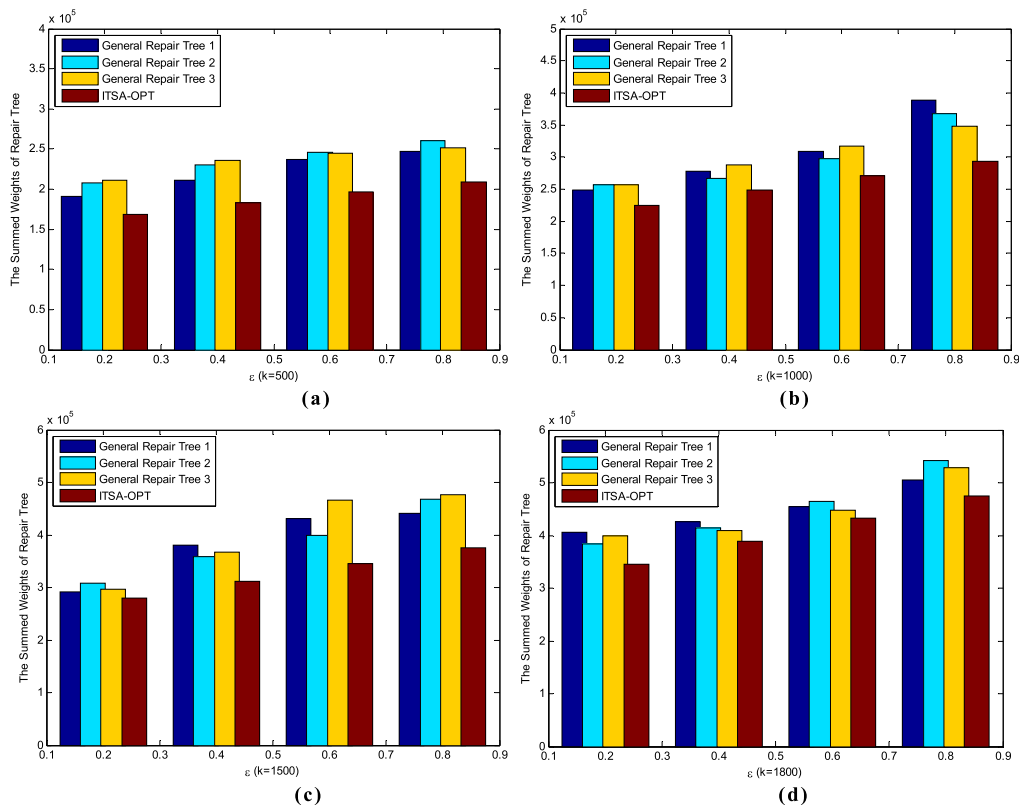 x 10^5
4
3.5
3
2.5
2
1.5
1
0.5
0
The Summed Weights of Repair Tree
General Repair Tree 1
General Repair Tree 2
General Repair Tree 3
ITSA-OPT
0.1 0.2 0.3 0.4 0.5 0.6 0.7 0.8 0.9
ε (k=500)
(a)
x 10^5
5
4.5
4
3.5
3
2.5
2
1.5
1
0.5
0
The Summed Weights of Repair Tree
General Repair Tree 1
General Repair Tree 2
General Repair Tree 3
ITSA-OPT
0.1 0.2 0.3 0.4 0.5 0.6 0.7 0.8 0.9
ε (k=1000)
(b)
x 10^5
6
5
4
3
2
1
0
The Summed Weights of Repair Tree
General Repair Tree 1
General Repair Tree 2
General Repair Tree 3
ITSA-OPT
0.1 0.2 0.3 0.4 0.5 0.6 0.7 0.8 0.9
ε (k=1500)
(c)
x 10^5
6
5
4
3
2
1
0
The Summed Weights of Repair Tree
General Repair Tree 1
General Repair Tree 2
General Repair Tree 3
ITSA-OPT
0.1 0.2 0.3 0.4 0.5 0.6 0.7 0.8 0.9
ε (k=1800)
(d)